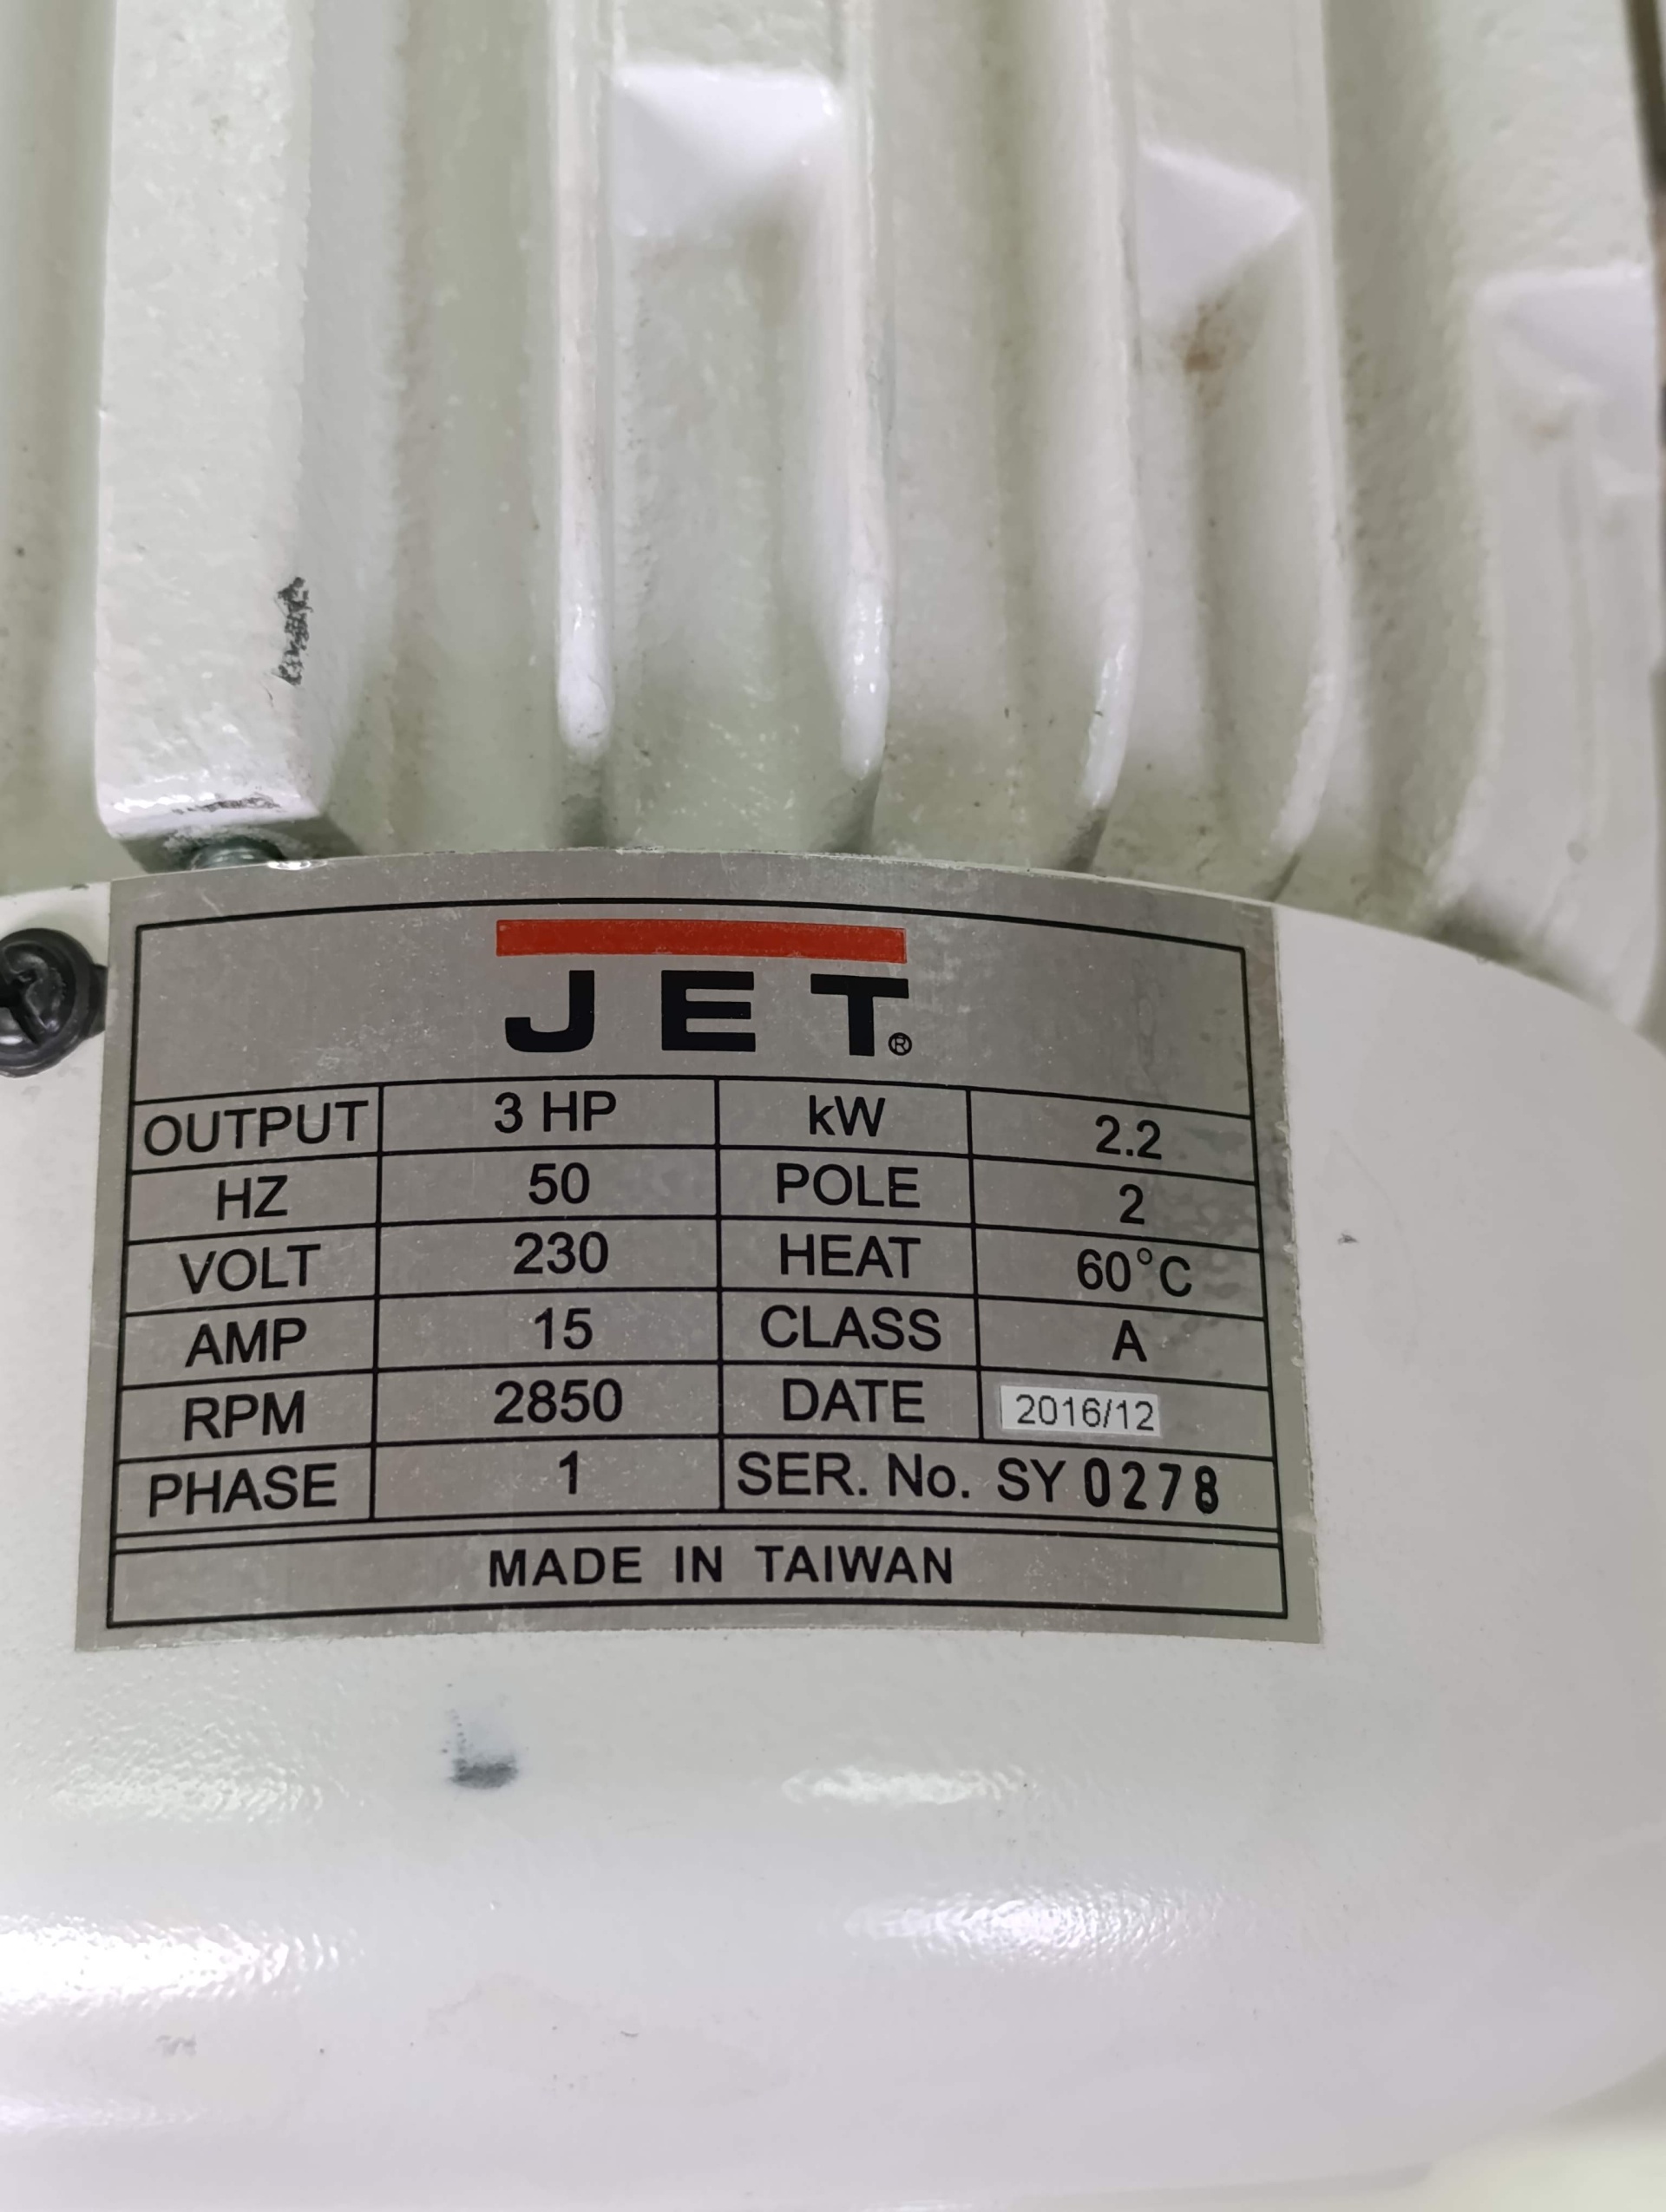 JET®
OUTPUT 3 HP kW 2.2
HZ 50 POLE 2
VOLT 230 HEAT 60°C
AMP 15 CLASS A
RPM 2850 DATE 2016/12
PHASE 1 SER. No. SY 0278
MADE IN TAIWAN